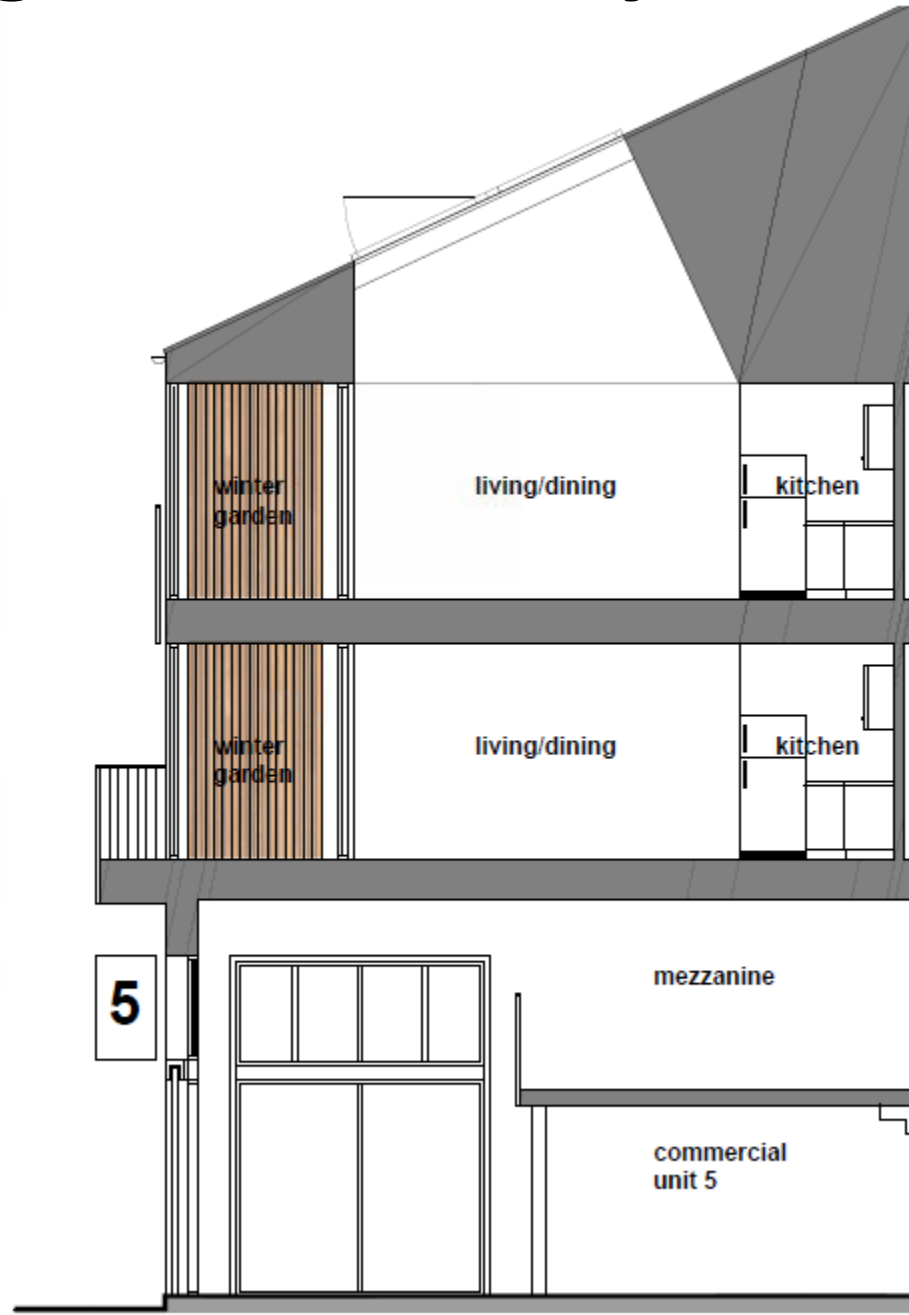 winter
garden
living/dining
kitchen
winter
garden
living/dining
kitchen
5
mezzanine
commercial
unit 5